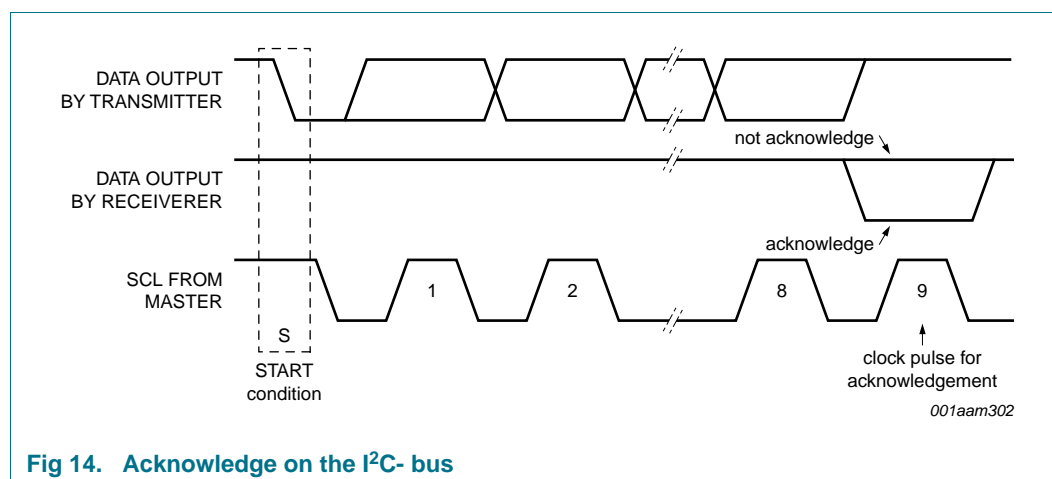 DATA OUTPUT
BY TRANSMITTER
not acknowledge
DATA OUTPUT
BY RECEIVERER
acknowledge
SCL FROM
MASTER
1
2
8
9
S
START
condition
clock pulse for
acknowledgement
001aam302
Fig 14. Acknowledge on the I²C- bus